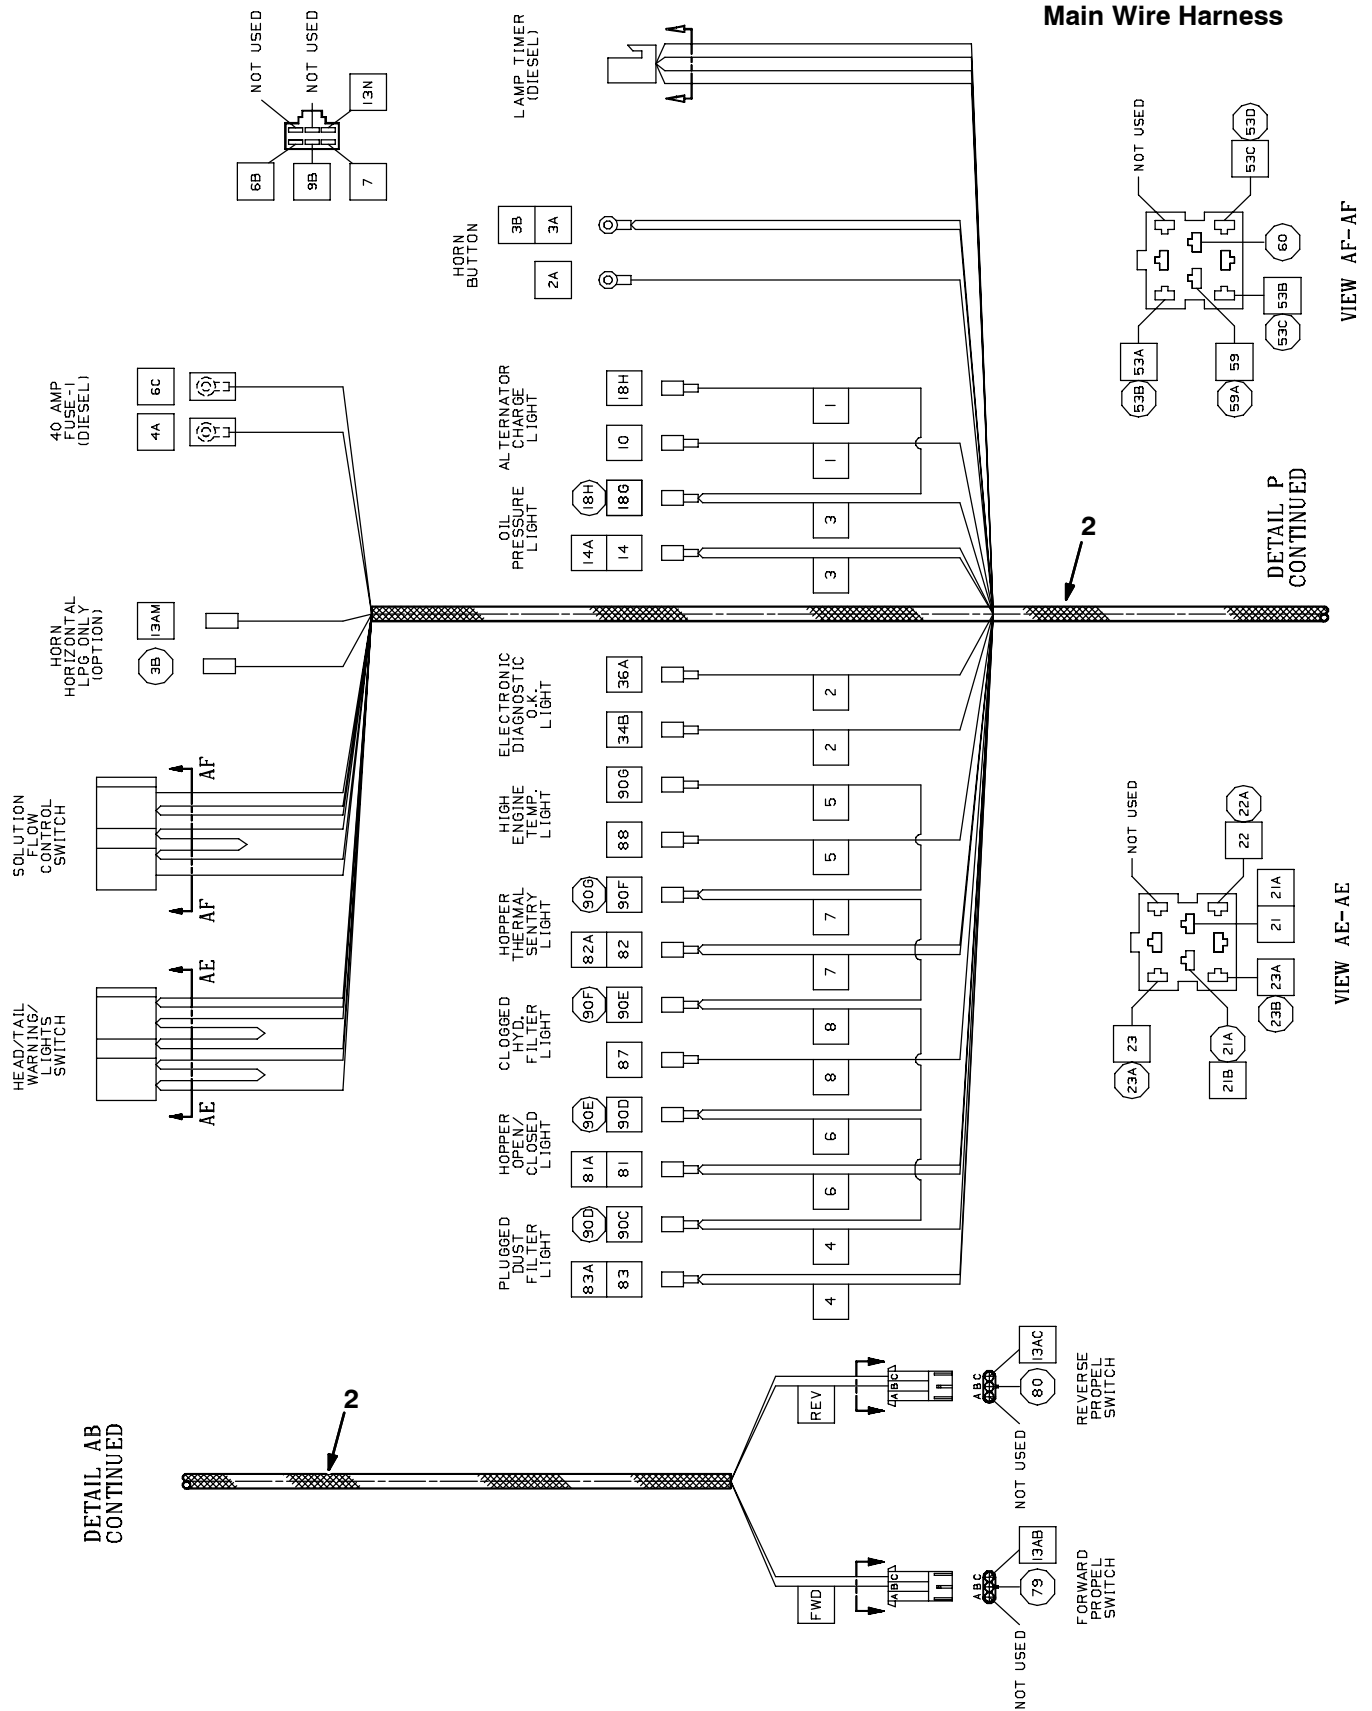 Main Wire Harness
LAMP TIMER
(DIESEL)
NOT USED
NOT USED
6B
9B
7
13N
HORN
BUTTON
3B
3A
2A
40 AMP
FUSE-1
(DIESEL)
6C
4A
HORN
HORIZONTAL
LPG ONLY
(OPTION)
13AM
3B
SOLUTION
FLOW
CONTROL
SWITCH
AF
AF
HEAD/TAIL
WARNING/
LIGHTS
SWITCH
AE
AE
ALTERNATOR
CHARGE
LIGHT
18H
10
1
1
OIL
PRESSURE
LIGHT
18H
18G
14A
14
3
3
ELECTRONIC
DIAGNOSTIC
O.K.
LIGHT
36A
34B
2
2
HIGH
ENGINE
TEMP.
LIGHT
90G
88
5
5
HOPPER
THERMAL
SENTRY
LIGHT
90G
90F
82A
82
7
7
CLOGGED
HYD.
FILTER
LIGHT
90F
90E
87
8
8
HOPPER
OPEN/
CLOSED
LIGHT
90E
90D
81A
81
6
6
PLUGGED
DUST
FILTER
LIGHT
90D
90C
83A
83
4
4
2
DETAIL P
CONTINUED
NOT USED
53D
53C
60
53B
53C
53A
53B
59
59A
VIEW AF-AF
NOT USED
22A
22
21A
21
23A
23B
23
23A
21A
21B
VIEW AE-AE
DETAIL AB
CONTINUED
2
REV
A B C
A B C
13AC
80
NOT USED
REVERSE
PROPEL
SWITCH
FWD
A B C
A B C
13AB
79
NOT USED
FORWARD
PROPEL
SWITCH